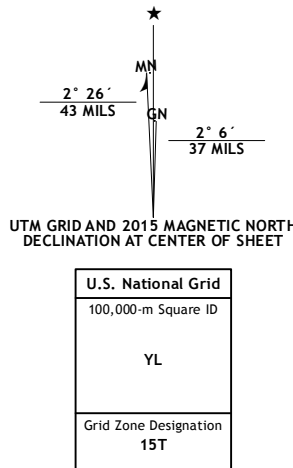 ★
MN
GN
2° 26´
43 MILS
2° 6´
37 MILS
UTM GRID AND 2015 MAGNETIC NORTH
DECLINATION AT CENTER OF SHEET
U.S. National Grid
100,000-m Square ID
YL
Grid Zone Designation
15T